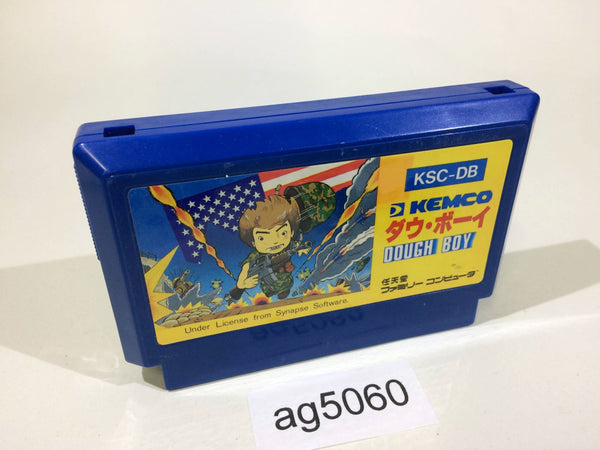 KSC-DB
KEMCO
ダウ・ボーイ
DOUGH BOY
任天堂
ファミリー コンピュータ
Under License from Synapse Software.
ag5060